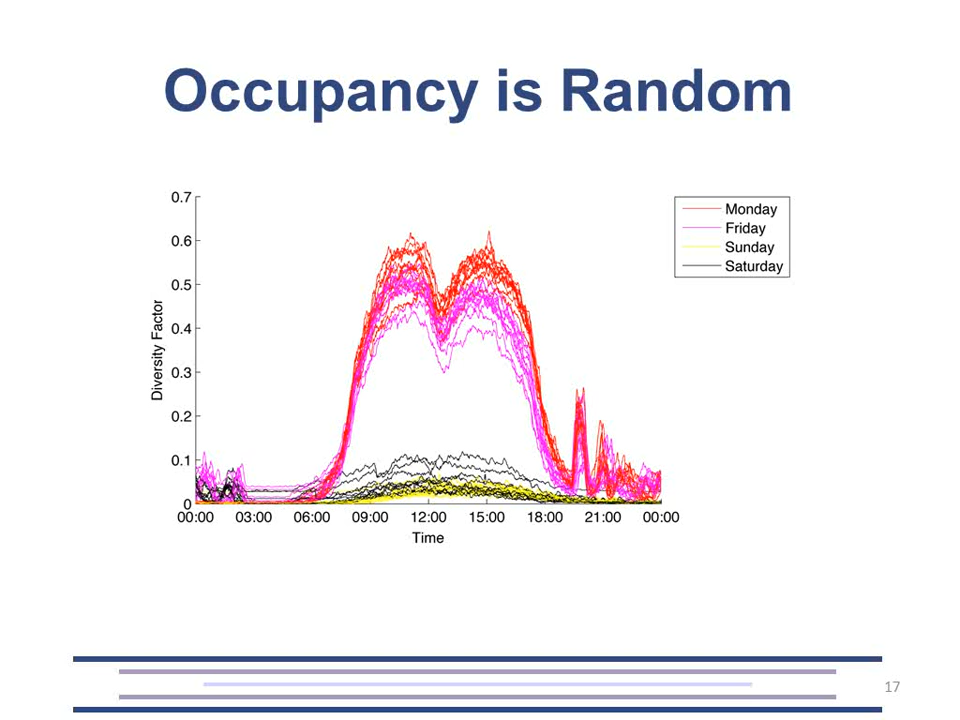 Occupancy is Random
0.7
0.6
0.5
0.4
0.3
0.2
0.1
0
Diversity Factor
00:00 03:00 06:00 09:00 12:00 15:00 18:00 21:00 00:00
Time
Monday
Friday
Sunday
Saturday
17